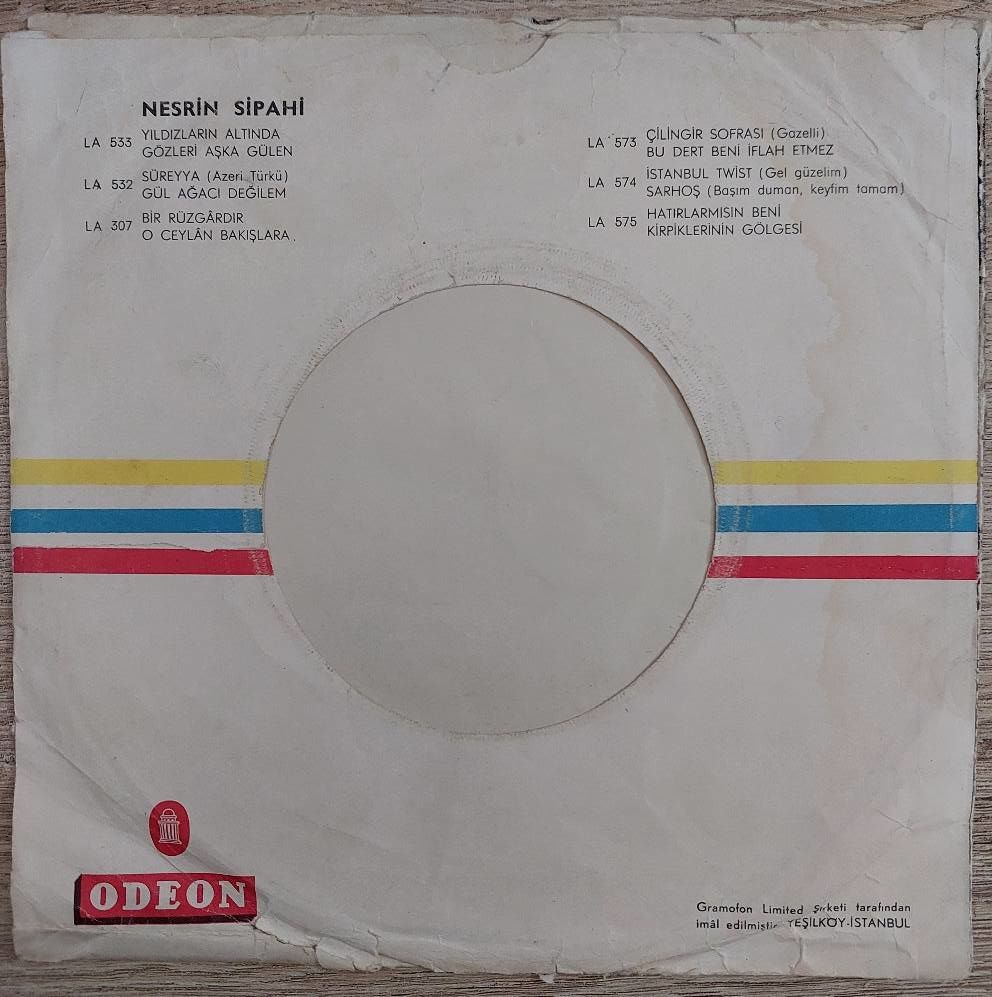 NESRİN SİPAHİ
LA 533 YILDIZLARIN ALTINDA
GÖZLERİ AŞKA GÜLEN
LA 532 SÜREYYA (Azeri Türkü)
GÜL AĞACI DEĞİLEM
LA 307 BİR RÜZGÂRDIR
O CEYLÂN BAKIŞLARA
LA 573 ÇİLİNGİR SOFRASI (Gazelli)
BU DERT BENİ İFLAH ETMEZ
LA 574 İSTANBUL TWİST (Gel güzelim)
SARHOŞ (Başım duman, keyfim tamam)
LA 575 HATIRLARMISIN BENİ
KİRPİKLERİNİN GÖLGESİ
ODEON
Gramofon Limited Şirketi tarafından
imâl edilmiştir YEŞİLKÖY-İSTANBUL